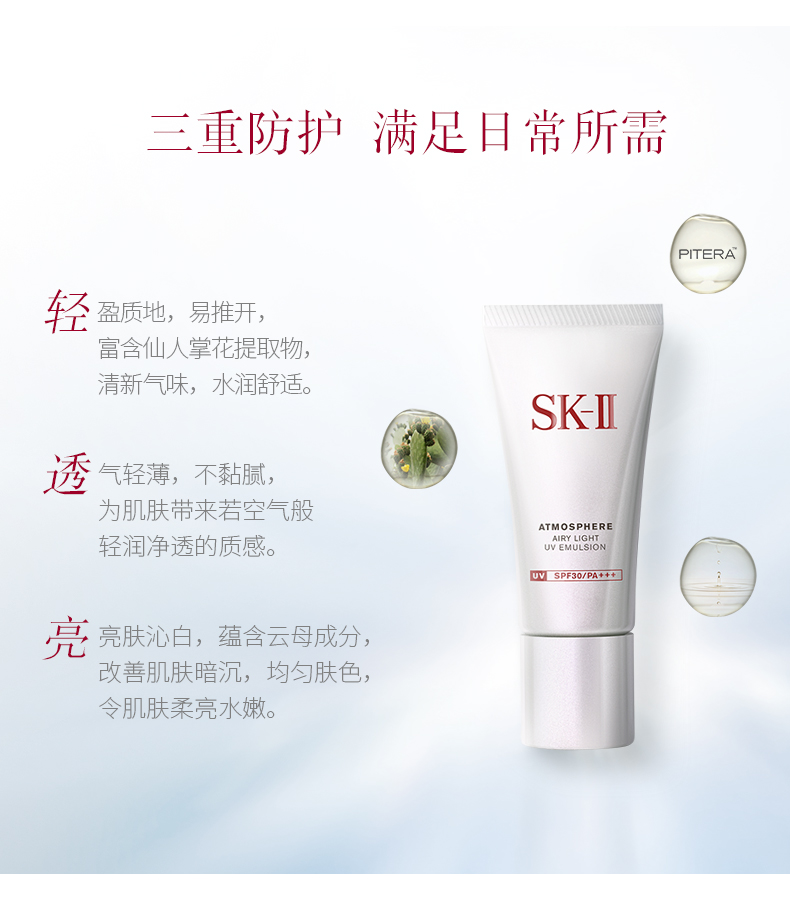 三重防护 满足日常所需
PITERA™
轻盈质地，易推开，
富含仙人掌花提取物，
清新气味，水润舒适。
SK-II
透气轻薄，不黏腻，
为肌肤带来若空气般
轻润净透的质感。
ATMOSPHERE
AIRY LIGHT
UV EMULSION
UV SPF30/PA+++
亮亮肤沁白，蕴含云母成分，
改善肌肤暗沉，均匀肤色，
令肌肤柔亮水嫩。